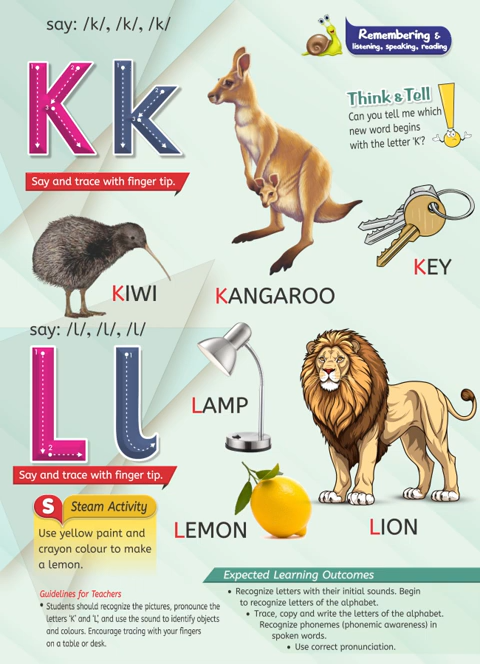 say: /k/, /k/, /k/
Remembering &
listening, speaking, reading
K k
Think & Tell
Can you tell me which
new word begins
with the letter 'K'?
Say and trace with finger tip.
KIWI
KANGAROO
KEY
say: /l/, /l/, /l/
L l
LAMP
Say and trace with finger tip.
S Steam Activity
Use yellow paint and
crayon colour to make
a lemon.
LEMON
LION
Guidelines for Teachers
• Students should recognize the pictures, pronounce the
letters 'K' and 'L', and use the sound to identify objects
and colours. Encourage tracing with your fingers
on a table or desk.
Expected Learning Outcomes
• Recognize letters with their initial sounds. Begin
to recognize letters of the alphabet.
• Trace, copy and write the letters of the alphabet.
Recognize phonemes (phonemic awareness) in
spoken words.
• Use correct pronunciation.